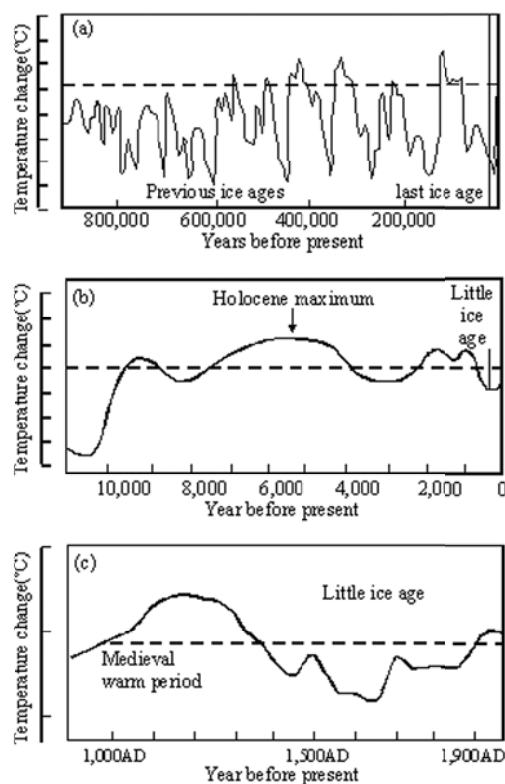 (a)
Temperature change(°C)
Previous ice ages
last ice age
800,000
600,000
400,000
200,000
Years before present
(b)
Temperature change(°C)
Holocene maximum
Little
ice
age
10,000
8,000
6,000
4,000
2,000
0
Year before present
(c)
Temperature change(°C)
Little ice age
Medieval
warm period
1,000AD
1,500AD
1,900AD
Year before present